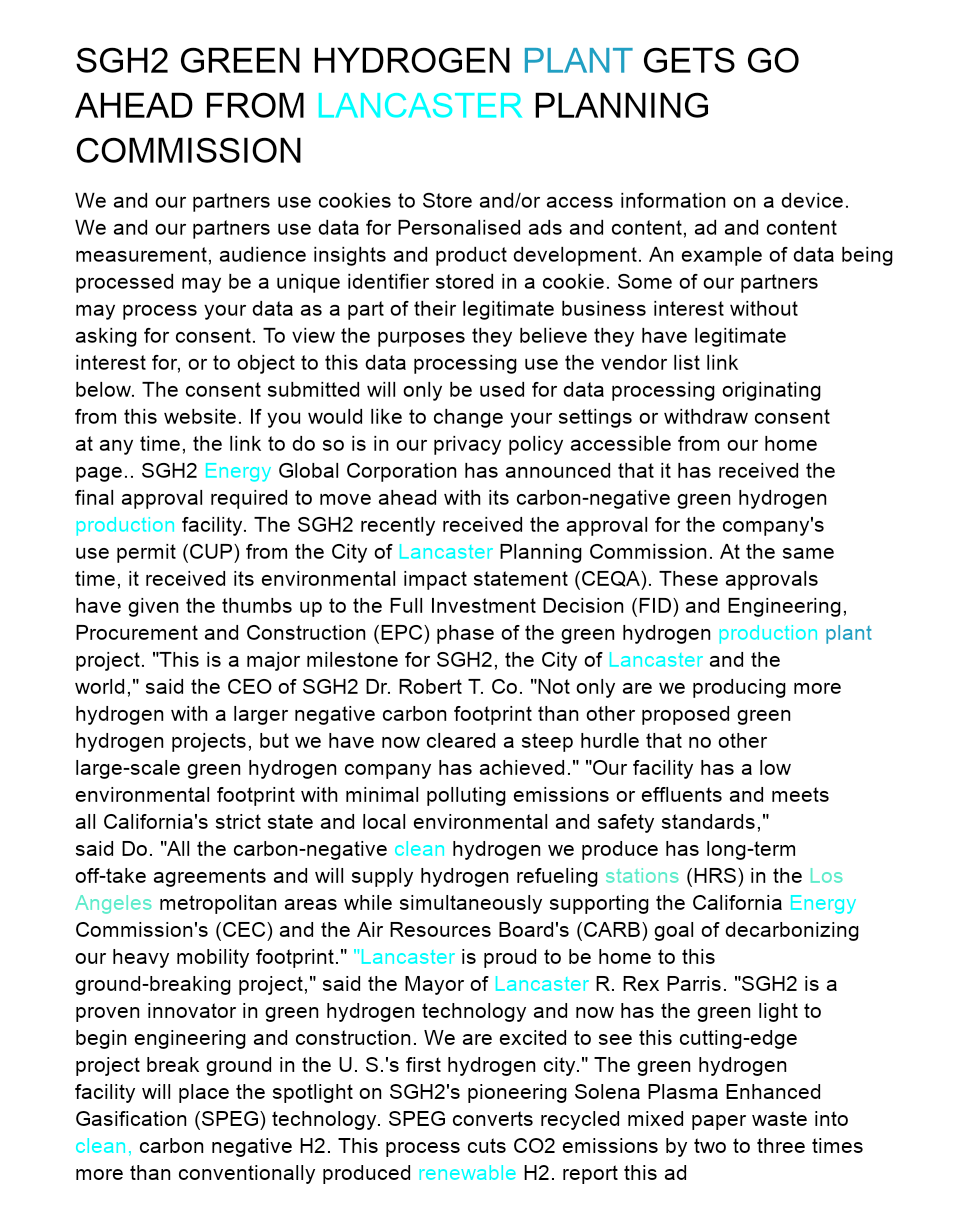 SGH2 GREEN HYDROGEN PLANT GETS GO
AHEAD FROM LANCASTER PLANNING
COMMISSION
We and our partners use cookies to Store and/or access information on a device.
We and our partners use data for Personalised ads and content, ad and content
measurement, audience insights and product development. An example of data being
processed may be a unique identifier stored in a cookie. Some of our partners
may process your data as a part of their legitimate business interest without
asking for consent. To view the purposes they believe they have legitimate
interest for, or to object to this data processing use the vendor list link
below. The consent submitted will only be used for data processing originating
from this website. If you would like to change your settings or withdraw consent
at any time, the link to do so is in our privacy policy accessible from our home
page.. SGH2 Energy Global Corporation has announced that it has received the
final approval required to move ahead with its carbon-negative green hydrogen
production facility. The SGH2 recently received the approval for the company's
use permit (CUP) from the City of Lancaster Planning Commission. At the same
time, it received its environmental impact statement (CEQA). These approvals
have given the thumbs up to the Full Investment Decision (FID) and Engineering,
Procurement and Construction (EPC) phase of the green hydrogen production plant
project. "This is a major milestone for SGH2, the City of Lancaster and the
world," said the CEO of SGH2 Dr. Robert T. Co. "Not only are we producing more
hydrogen with a larger negative carbon footprint than other proposed green
hydrogen projects, but we have now cleared a steep hurdle that no other
large-scale green hydrogen company has achieved." "Our facility has a low
environmental footprint with minimal polluting emissions or effluents and meets
all California's strict state and local environmental and safety standards,"
said Do. "All the carbon-negative clean hydrogen we produce has long-term
off-take agreements and will supply hydrogen refueling stations (HRS) in the Los
Angeles metropolitan areas while simultaneously supporting the California Energy
Commission's (CEC) and the Air Resources Board's (CARB) goal of decarbonizing
our heavy mobility footprint." "Lancaster is proud to be home to this
ground-breaking project," said the Mayor of Lancaster R. Rex Parris. "SGH2 is a
proven innovator in green hydrogen technology and now has the green light to
begin engineering and construction. We are excited to see this cutting-edge
project break ground in the U. S.'s first hydrogen city." The green hydrogen
facility will place the spotlight on SGH2's pioneering Solena Plasma Enhanced
Gasification (SPEG) technology. SPEG converts recycled mixed paper waste into
clean, carbon negative H2. This process cuts CO2 emissions by two to three times
more than conventionally produced renewable H2. report this ad